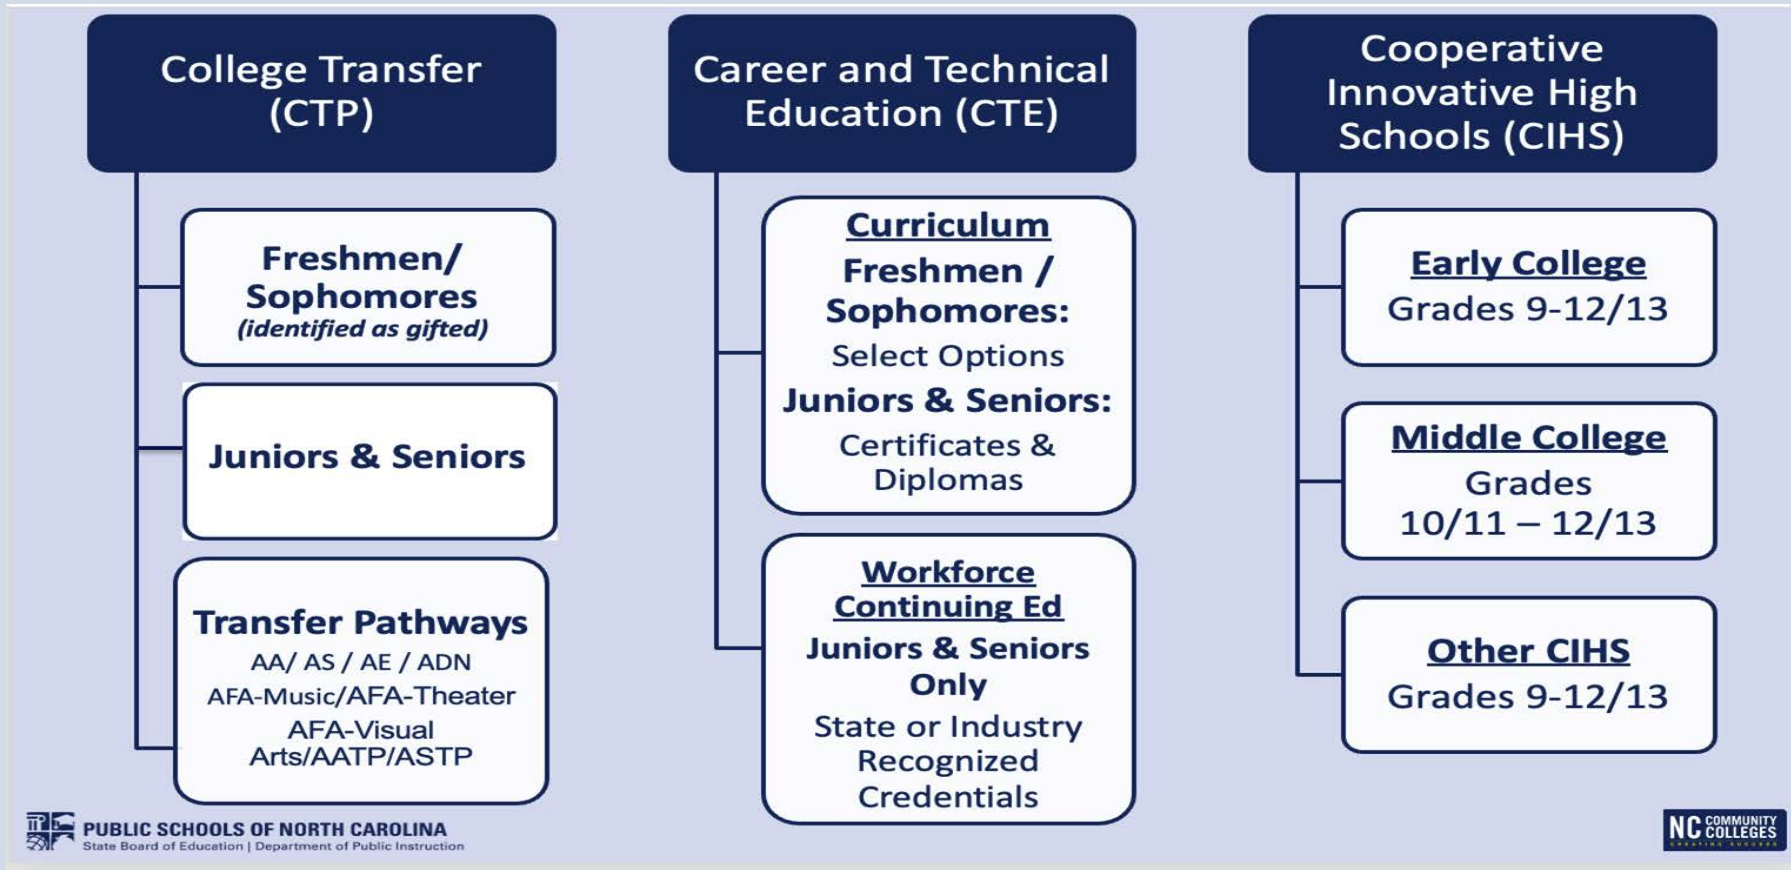 College Transfer
(CTP)
Freshmen/
Sophomores
(identified as gifted)
Juniors & Seniors
Transfer Pathways
AA/ AS / AE / ADN
AFA-Music/AFA-Theater
AFA-Visual
Arts/AATP/ASTP
Career and Technical
Education (CTE)
Curriculum
Freshmen /
Sophomores:
Select Options
Juniors & Seniors:
Certificates &
Diplomas
Workforce
Continuing Ed
Juniors & Seniors
Only
State or Industry
Recognized
Credentials
Cooperative
Innovative High
Schools (CIHS)
Early College
Grades 9-12/13
Middle College
Grades
10/11 – 12/13
Other CIHS
Grades 9-12/13
PUBLIC SCHOOLS OF NORTH CAROLINA
State Board of Education | Department of Public Instruction
NC COMMUNITY
COLLEGES
CREATING SUCCESS